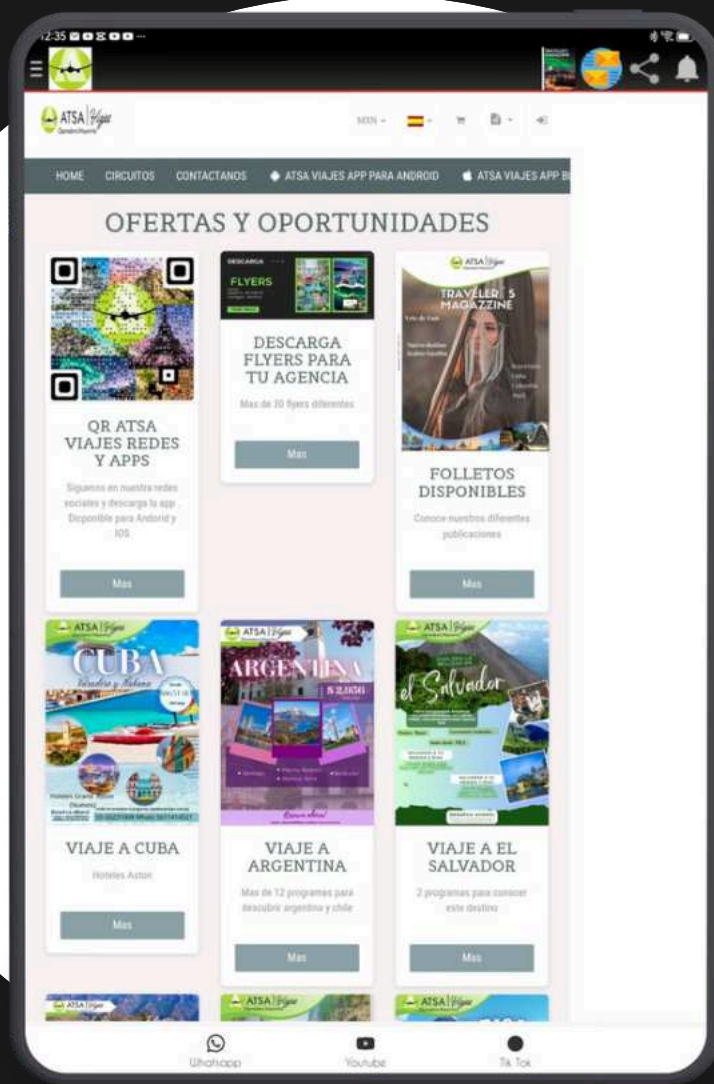 2:35
ATSA Viajes
Operadora Mayorista
MXN
HOME CIRCUITOS CONTACTANOS ATSA VIAJES APP PARA ANDROID ATSA VIAJES APP
OFERTAS Y OPORTUNIDADES
QR ATSA
VIAJES REDES
Y APPS
Siguenos en nuestra redes
sociales y descarga la app .
Disponible para Andorid y
IOS
Mas
DESCARGA
FLYERS
DESCARGA
FLYERS PARA
TU AGENCIA
Mas de 30 flyers diferentes
Mas
ATSA Viajes
TRAVELER´S
MAGAZZINE
FOLLETOS
DISPONIBLES
Conoce nuestros diferentes
publicaciones
Mas
ATSA Viajes
CUBA
Varadero y Habana
VIAJE A CUBA
Hoteles Aston
Mas
ATSA Viajes
ARGENTINA
VIAJE A
ARGENTINA
Mas de 12 programas para
descubrir argentina y chile
Mas
ATSA Viajes
el Salvador
VIAJE A EL
SALVADOR
2 programas para conocer
este destino
Mas
ATSA Viajes
ATSA Viajes
ATSA Viajes
Whatsapp Youtube Tik Tok